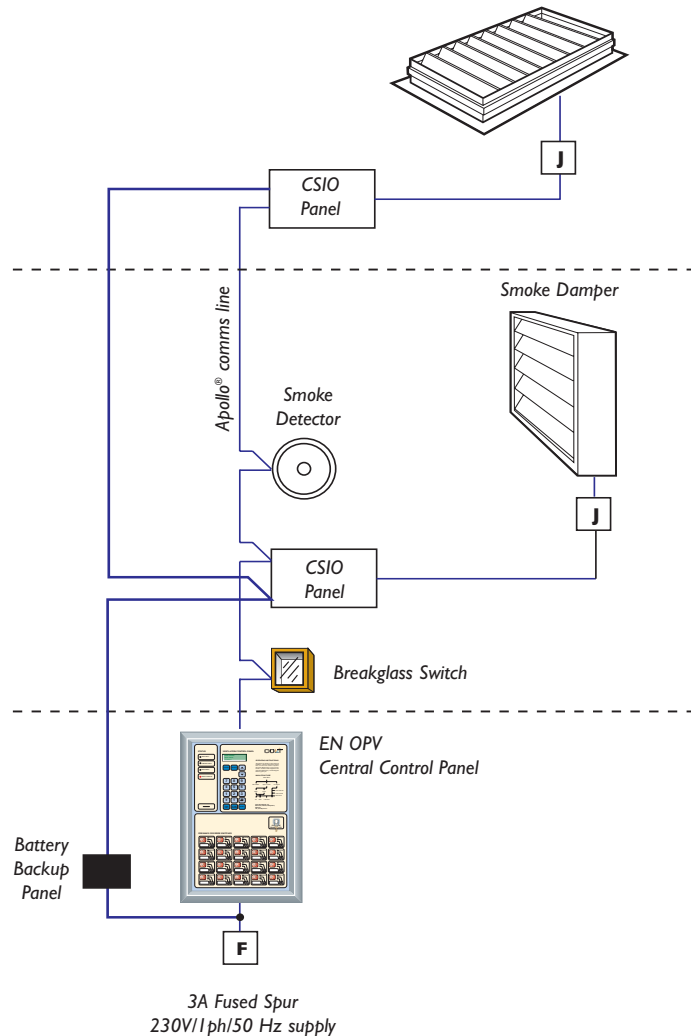 J
CSIO
Panel
Smoke Damper
Apollo® comms line
Smoke
Detector
J
CSIO
Panel
Breakglass Switch
EN OPV
Central Control Panel
Battery
Backup
Panel
F
3A Fused Spur
230V/1ph/50 Hz supply